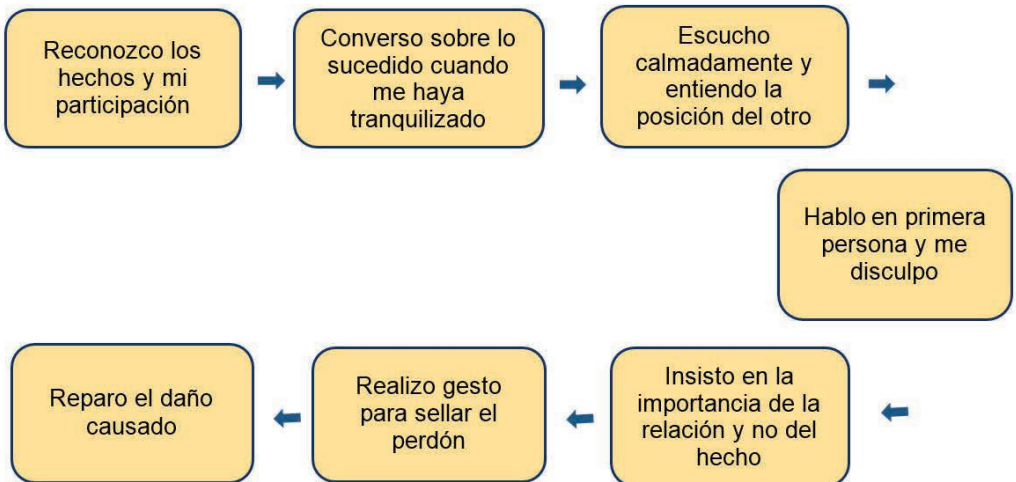 Reconozco los
hechos y mi
participación
Converso sobre lo
sucedido cuando
me haya
tranquilizado
Escucho
calmadamente y
entiendo la
posición del otro
Hablo en primera
persona y me
disculpo
Insisto en la
importancia de la
relación y no del
hecho
Realizo gesto
para sellar el
perdón
Reparo el daño
causado